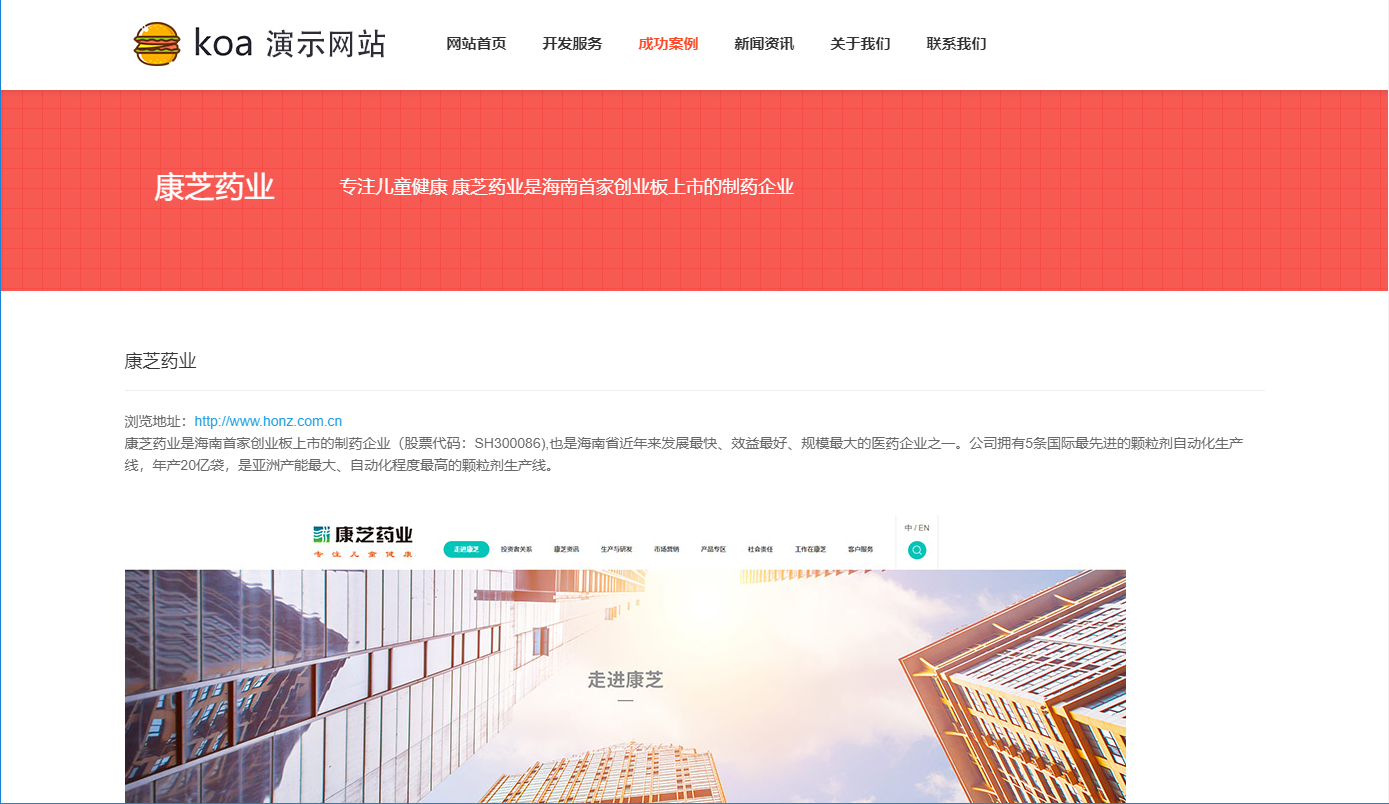 koa 演示网站
网站首页 开发服务 成功案例 新闻资讯 关于我们 联系我们
康芝药业
专注儿童健康 康芝药业是海南首家创业板上市的制药企业
康芝药业
浏览地址：http://www.honz.com.cn
康芝药业是海南首家创业板上市的制药企业（股票代码：SH300086),也是海南省近年来发展最快、效益最好、规模最大的医药企业之一。公司拥有5条国际最先进的颗粒剂自动化生产
线，年产20亿袋，是亚洲产能最大、自动化程度最高的颗粒剂生产线。
中 / EN
康芝药业
专注儿童健康
走进康芝 投资者关系 康芝资讯 生产与研发 市场营销 产品专区 社会责任 工作在康芝 客户服务
走进康芝